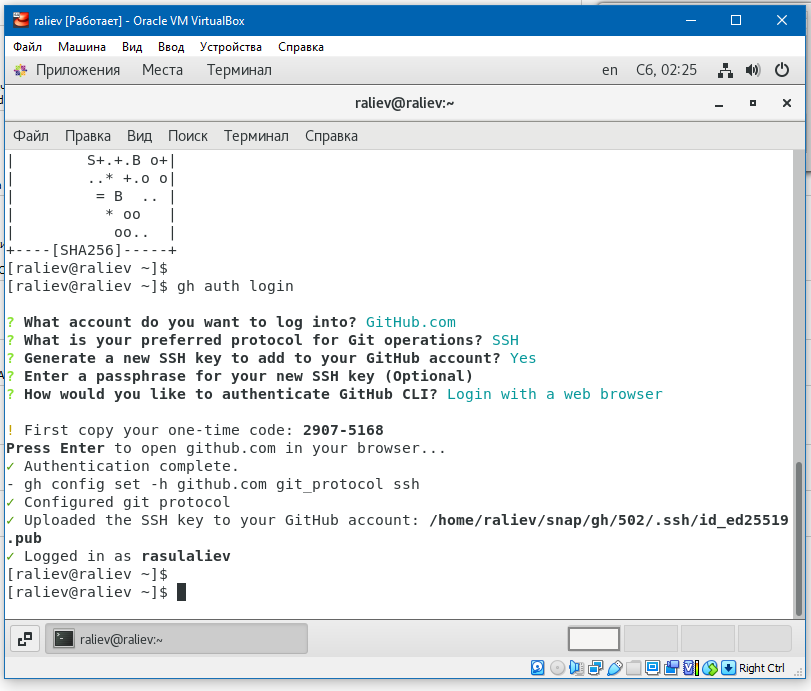 raliev [Работает] - Oracle VM VirtualBox
Файл Машина Вид Ввод Устройства Справка
Приложения Места Терминал en Сб, 02:25
raliev@raliev:~
Файл Правка Вид Поиск Терминал Справка
|        S+.+.B o+|
|        ..* +.o o|
|         = B  .. |
|          * oo   |
|           oo..  |
+----[SHA256]-----+
[raliev@raliev ~]$
[raliev@raliev ~]$ gh auth login
? What account do you want to log into? GitHub.com
? What is your preferred protocol for Git operations? SSH
? Generate a new SSH key to add to your GitHub account? Yes
? Enter a passphrase for your new SSH key (Optional)
? How would you like to authenticate GitHub CLI? Login with a web browser
! First copy your one-time code: 2907-5168
Press Enter to open github.com in your browser...
✓ Authentication complete.
- gh config set -h github.com git_protocol ssh
✓ Configured git protocol
✓ Uploaded the SSH key to your GitHub account: /home/raliev/snap/gh/502/.ssh/id_ed25519
.pub
✓ Logged in as rasulaliev
[raliev@raliev ~]$
[raliev@raliev ~]$
raliev@raliev:~
Right Ctrl